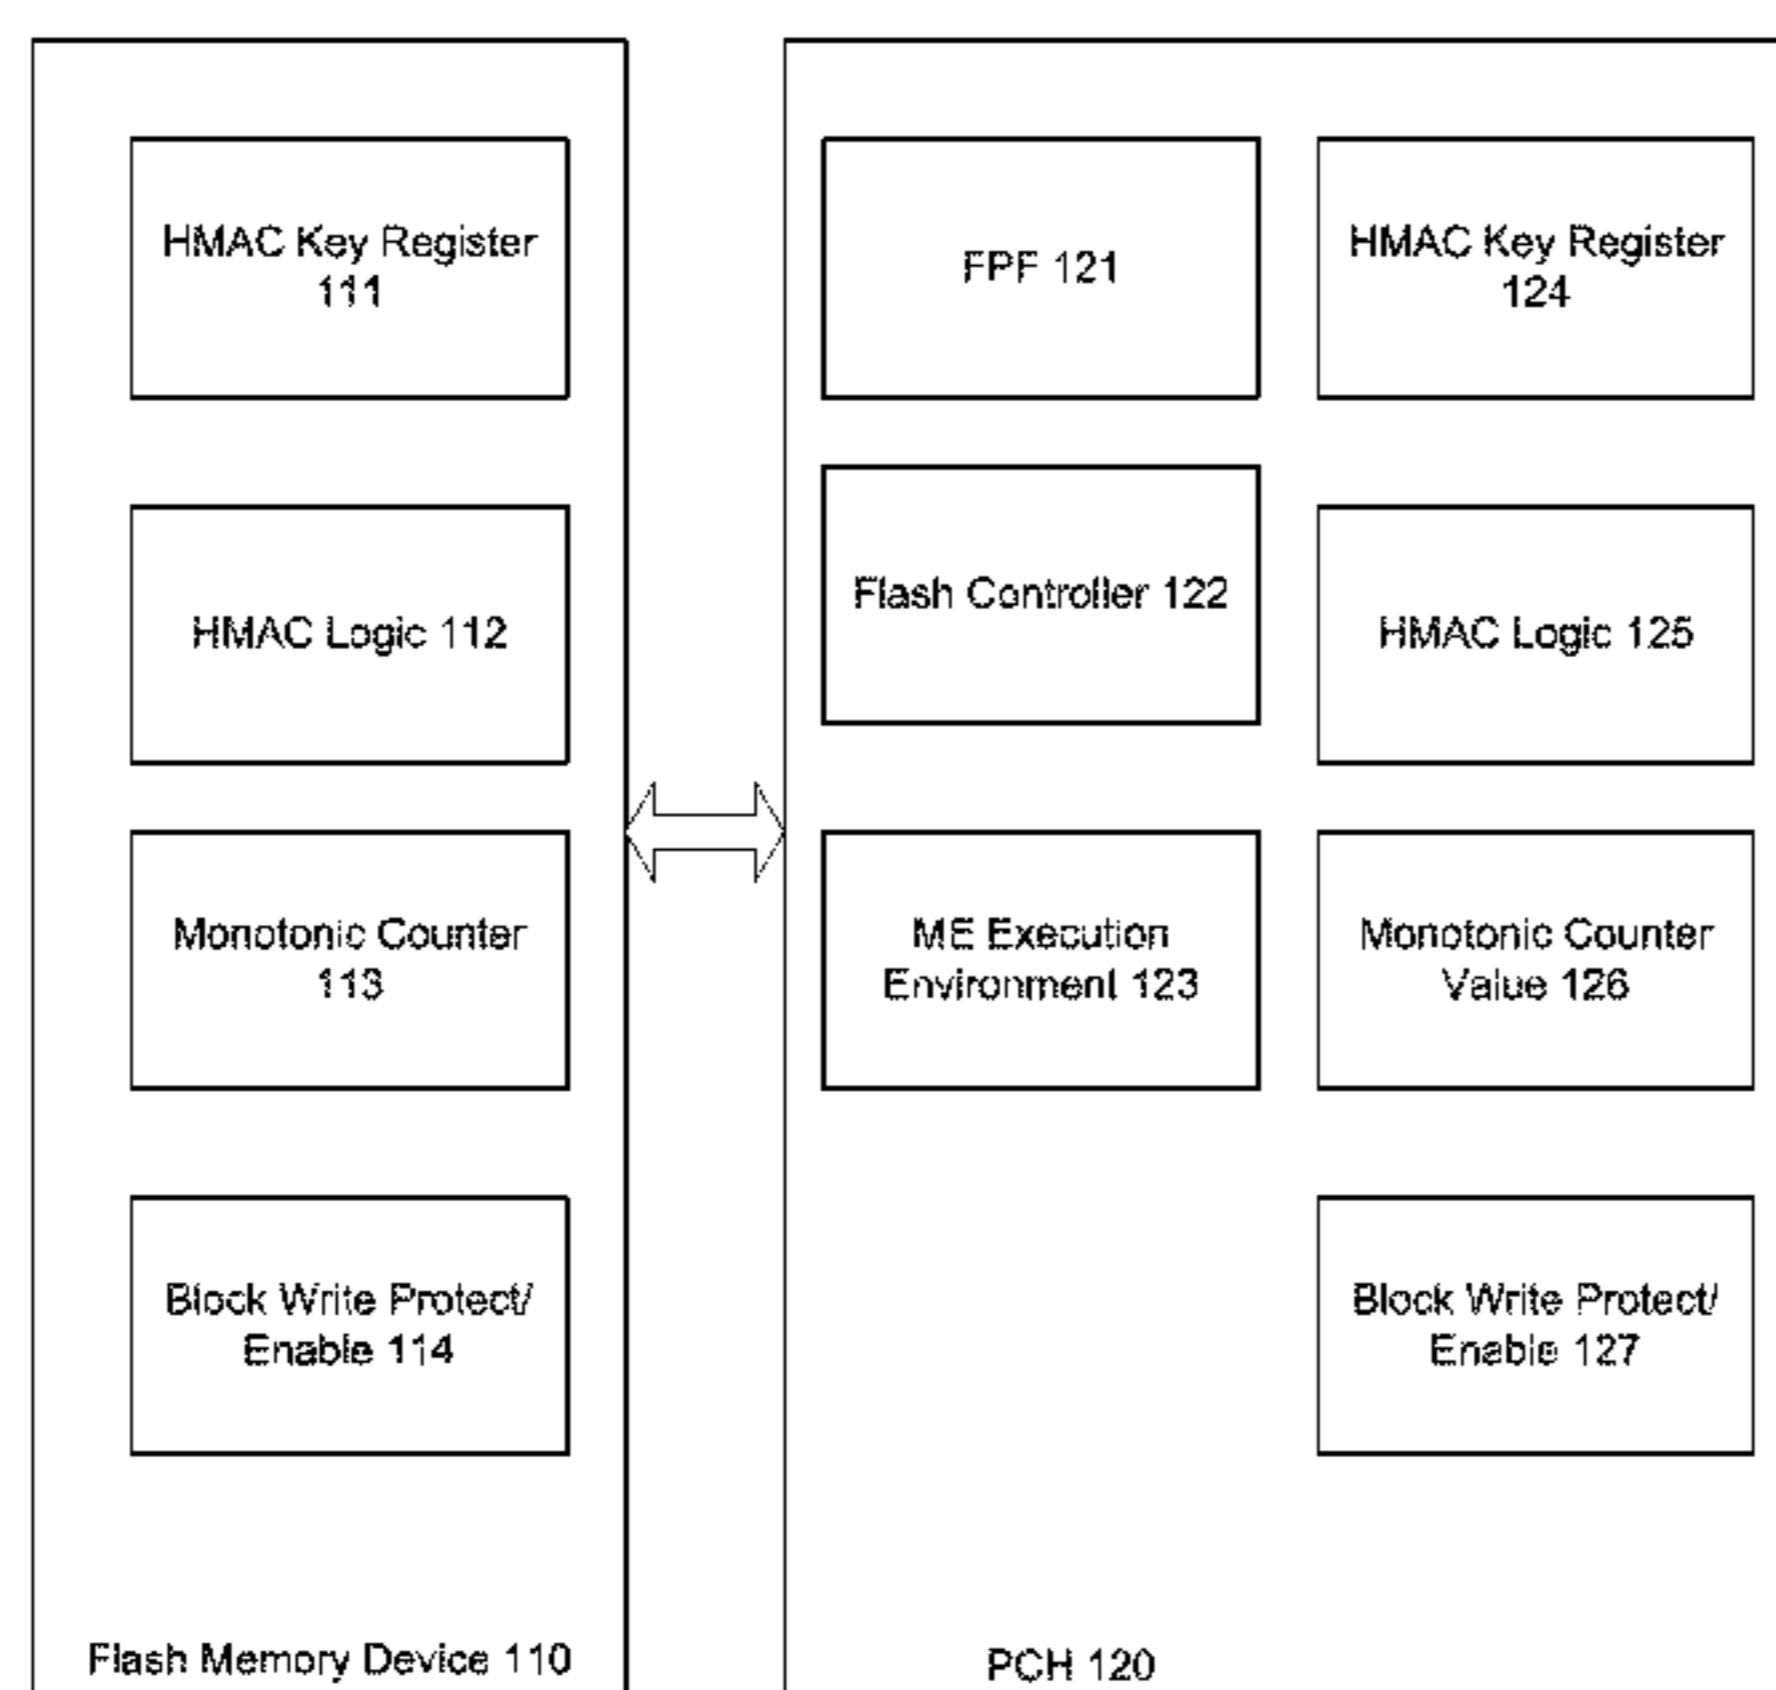 HMAC Key Register
111
HMAC Logic 112
Monotonic Counter
113
Block Write Protect/
Enable 114
Flash Memory Device 110
FPF 121
Flash Controller 122
ME Execution
Environment 123
HMAC Key Register
124
HMAC Logic 125
Monotonic Counter
Value 126
Block Write Protect/
Enable 127
PCH 120